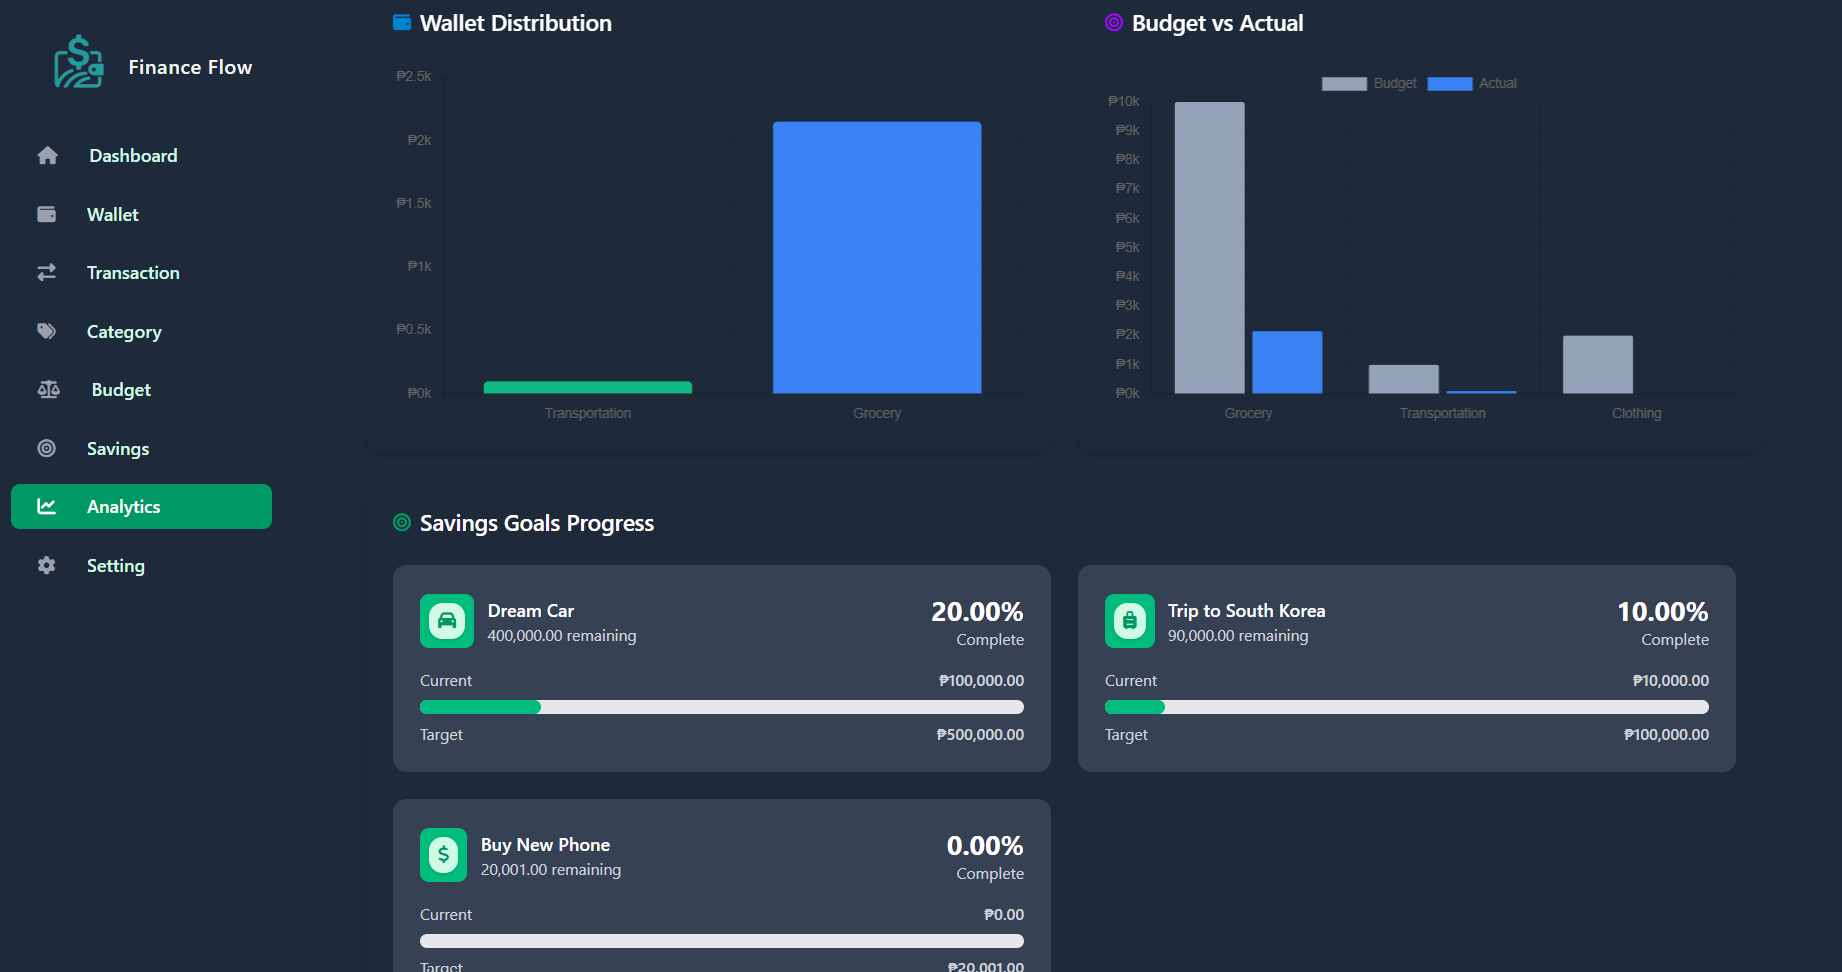 Finance Flow
Dashboard
Wallet
Transaction
Category
Budget
Savings
Analytics
Setting
Wallet Distribution
₱2.5k
₱2k
₱1.5k
₱1k
₱0.5k
₱0k
Transportation Grocery
Budget vs Actual
Budget Actual
₱10k
₱9k
₱8k
₱7k
₱6k
₱5k
₱4k
₱3k
₱2k
₱1k
₱0k
Grocery Transportation Clothing
Savings Goals Progress
Dream Car
400,000.00 remaining
20.00%
Complete
Current ₱100,000.00
Target ₱500,000.00
Trip to South Korea
90,000.00 remaining
10.00%
Complete
Current ₱10,000.00
Target ₱100,000.00
Buy New Phone
20,001.00 remaining
0.00%
Complete
Current ₱0.00
Target ₱20,001.00